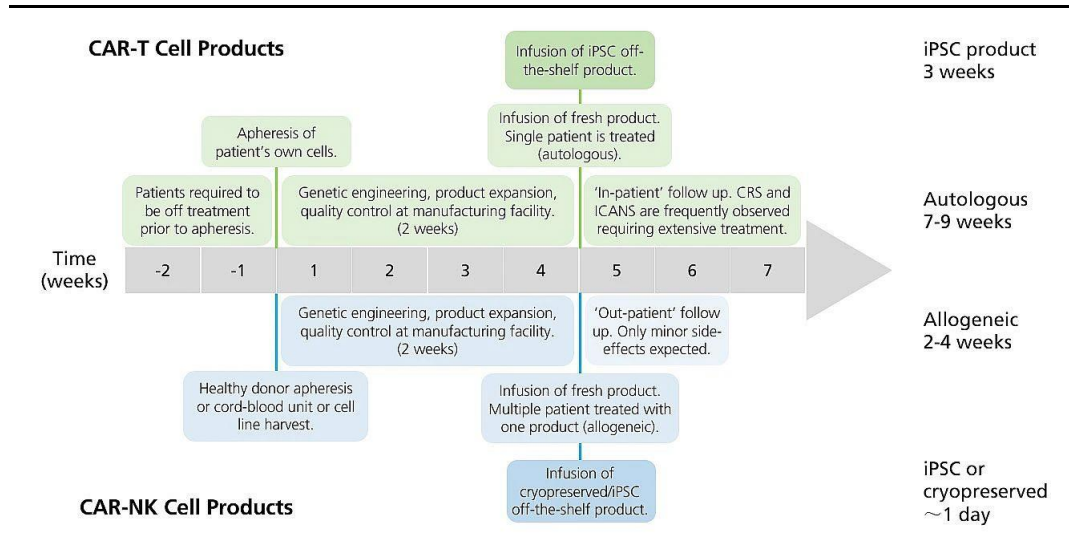 CAR-T Cell Products
Infusion of iPSC off-
the-shelf product.
iPSC product
3 weeks
Apheresis of
patient's own cells.
Infusion of fresh product.
Single patient is treated
(autologous).
Patients required to
be off treatment
prior to apheresis.
Genetic engineering, product expansion,
quality control at manufacturing facility.
(2 weeks)
'In-patient' follow up. CRS and
ICANS are frequently observed
requiring extensive treatment.
Autologous
7-9 weeks
Time
(weeks)
-2 -1 1 2 3 4 5 6 7
Genetic engineering, product expansion,
quality control at manufacturing facility.
(2 weeks)
'Out-patient' follow
up. Only minor side-
effects expected.
Allogeneic
2-4 weeks
Healthy donor apheresis
or cord-blood unit or cell
line harvest.
Infusion of fresh product.
Multiple patient treated with
one product (allogeneic).
Infusion of
cryopreserved/iPSC
off-the-shelf product.
iPSC or
cryopreserved
~1 day
CAR-NK Cell Products